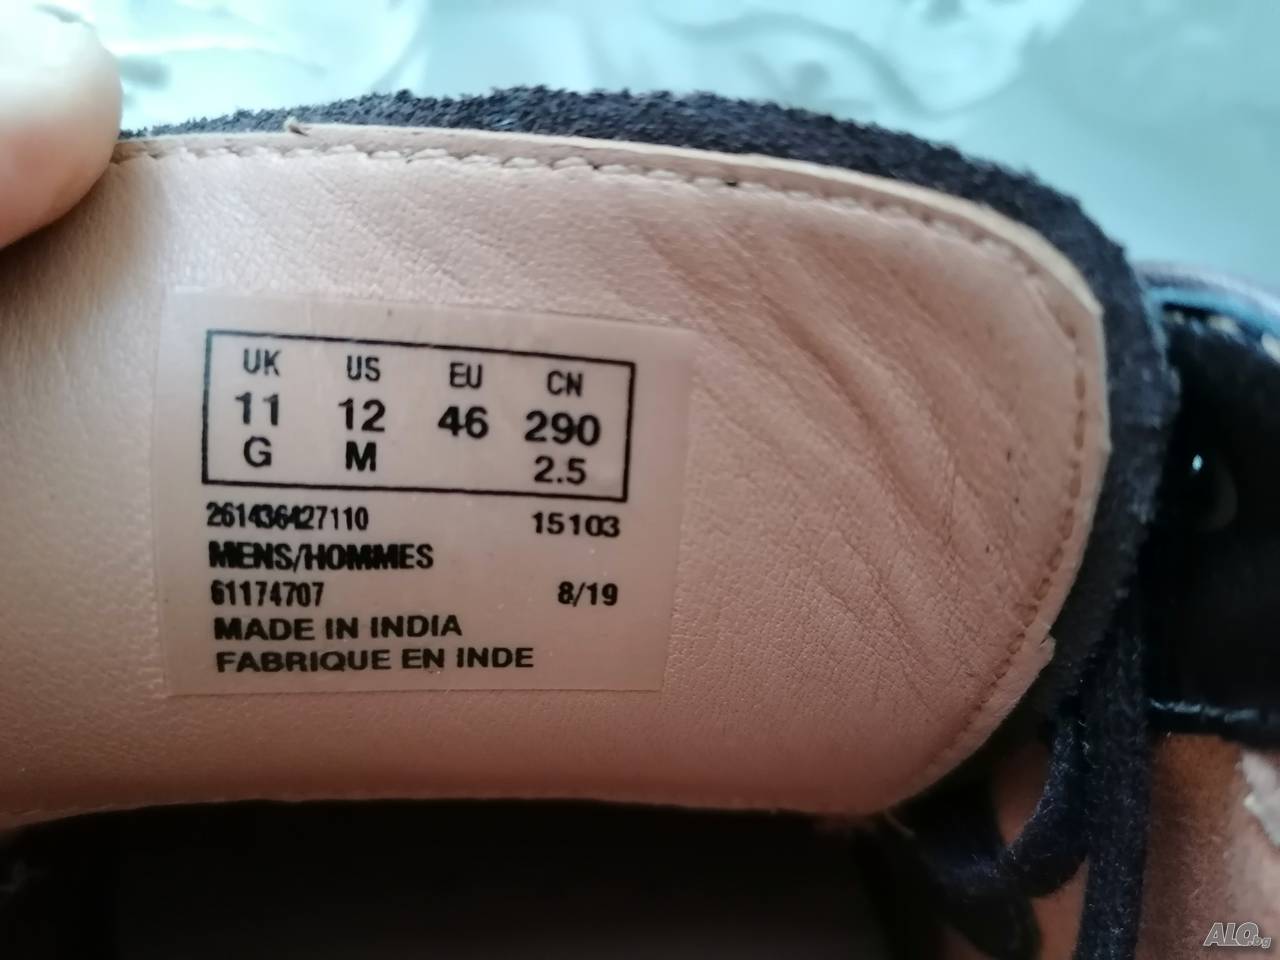 UK US EU CN
11 12 46 290
G M 2.5
261436427110 15103
MENS/HOMMES
61174707 8/19
MADE IN INDIA
FABRIQUE EN INDE
ALO.bg